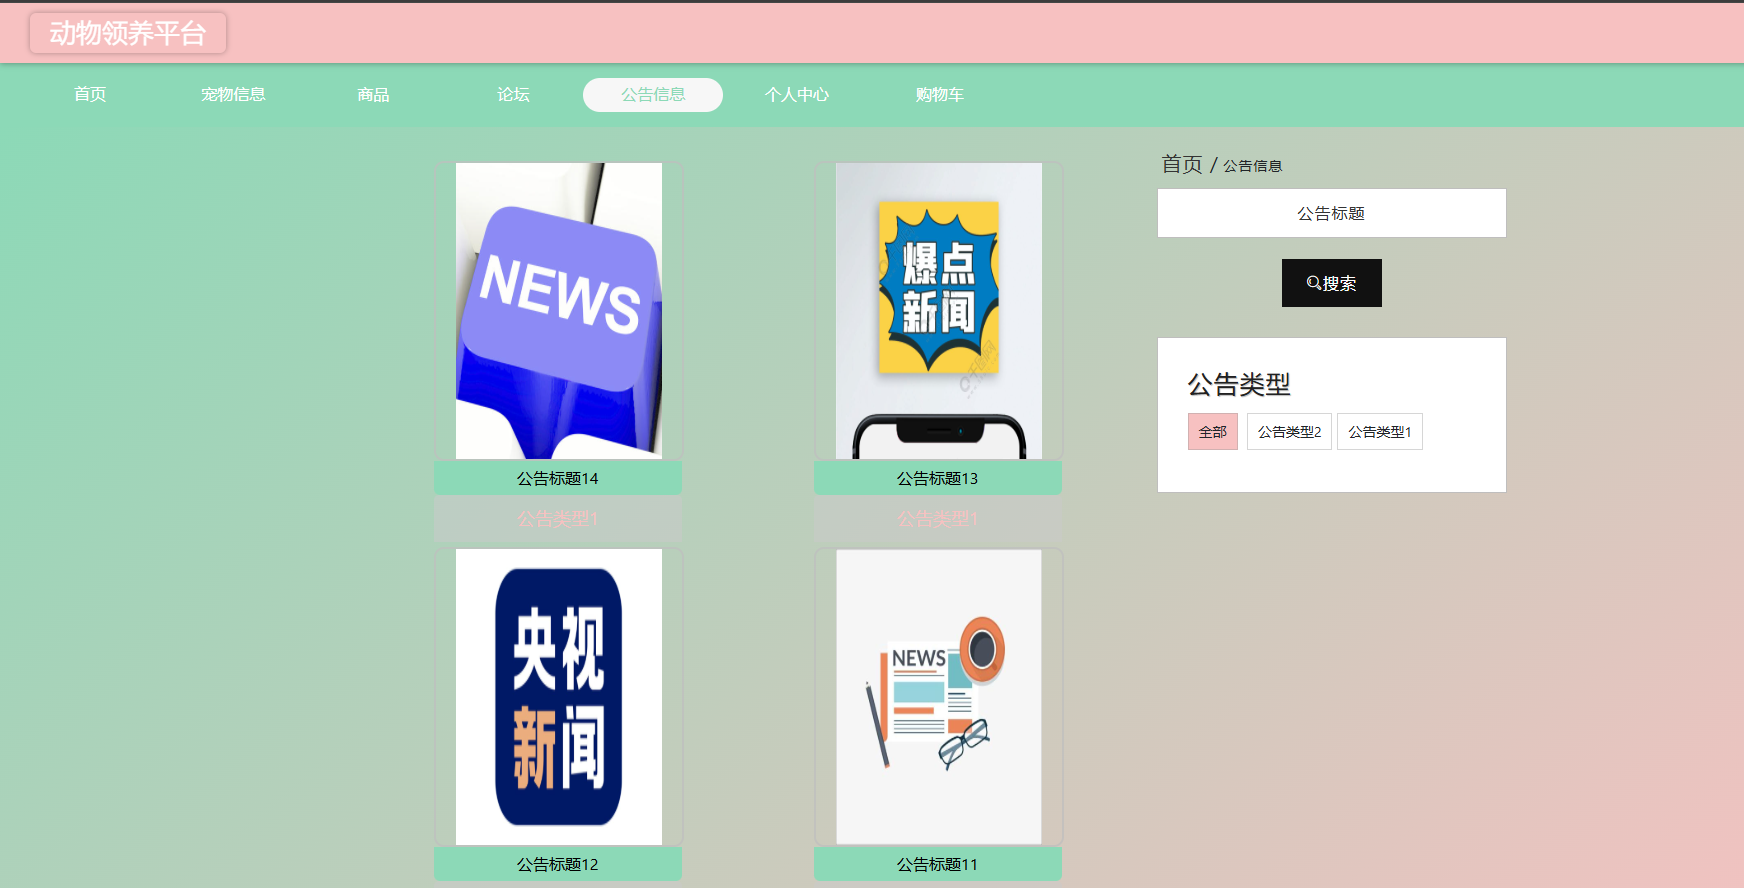 动物领养平台
首页 宠物信息 商品 论坛 公告信息 个人中心 购物车
首页 / 公告信息
公告标题
搜索
公告类型
全部 公告类型2 公告类型1
NEWS
公告标题14
公告类型1
爆点
新闻
千图网
公告标题13
公告类型1
央视
新闻
公告标题12
NEWS
公告标题11